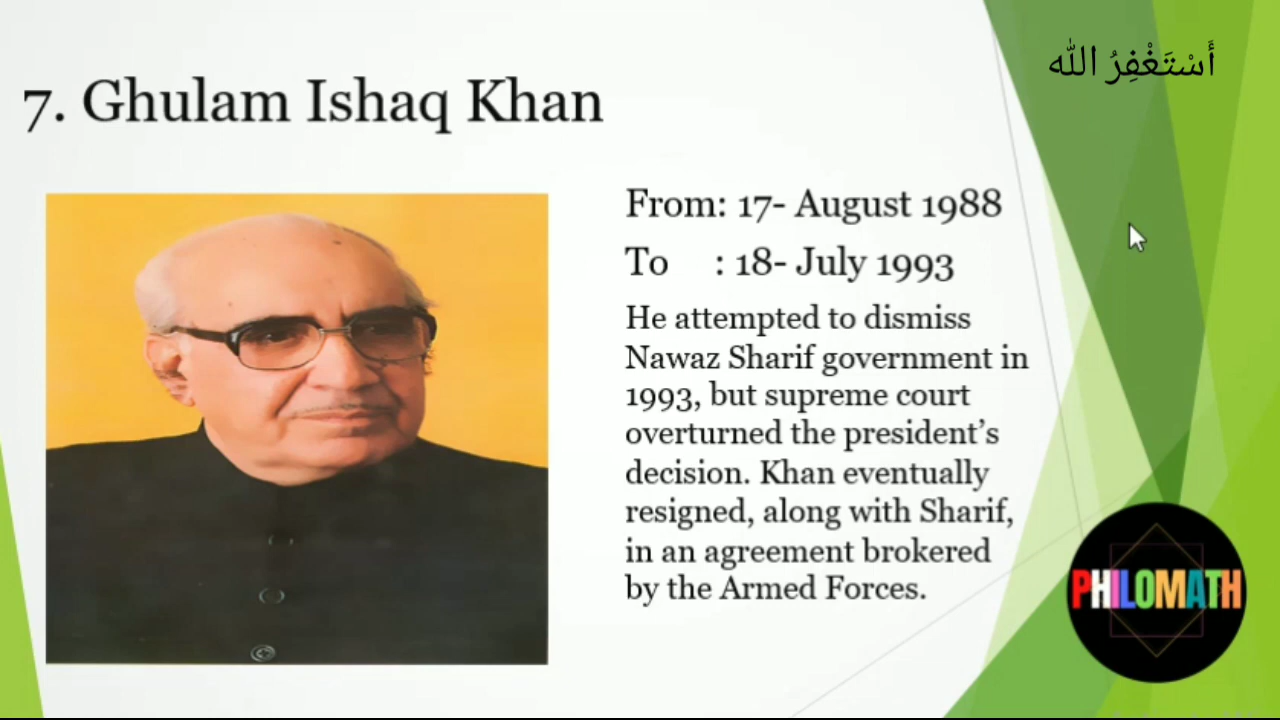 أَسْتَغْفِرُ الله
7. Ghulam Ishaq Khan
From: 17- August 1988
To : 18- July 1993
He attempted to dismiss
Nawaz Sharif government in
1993, but supreme court
overturned the president’s
decision. Khan eventually
resigned, along with Sharif,
in an agreement brokered
by the Armed Forces.
PHILOMATH